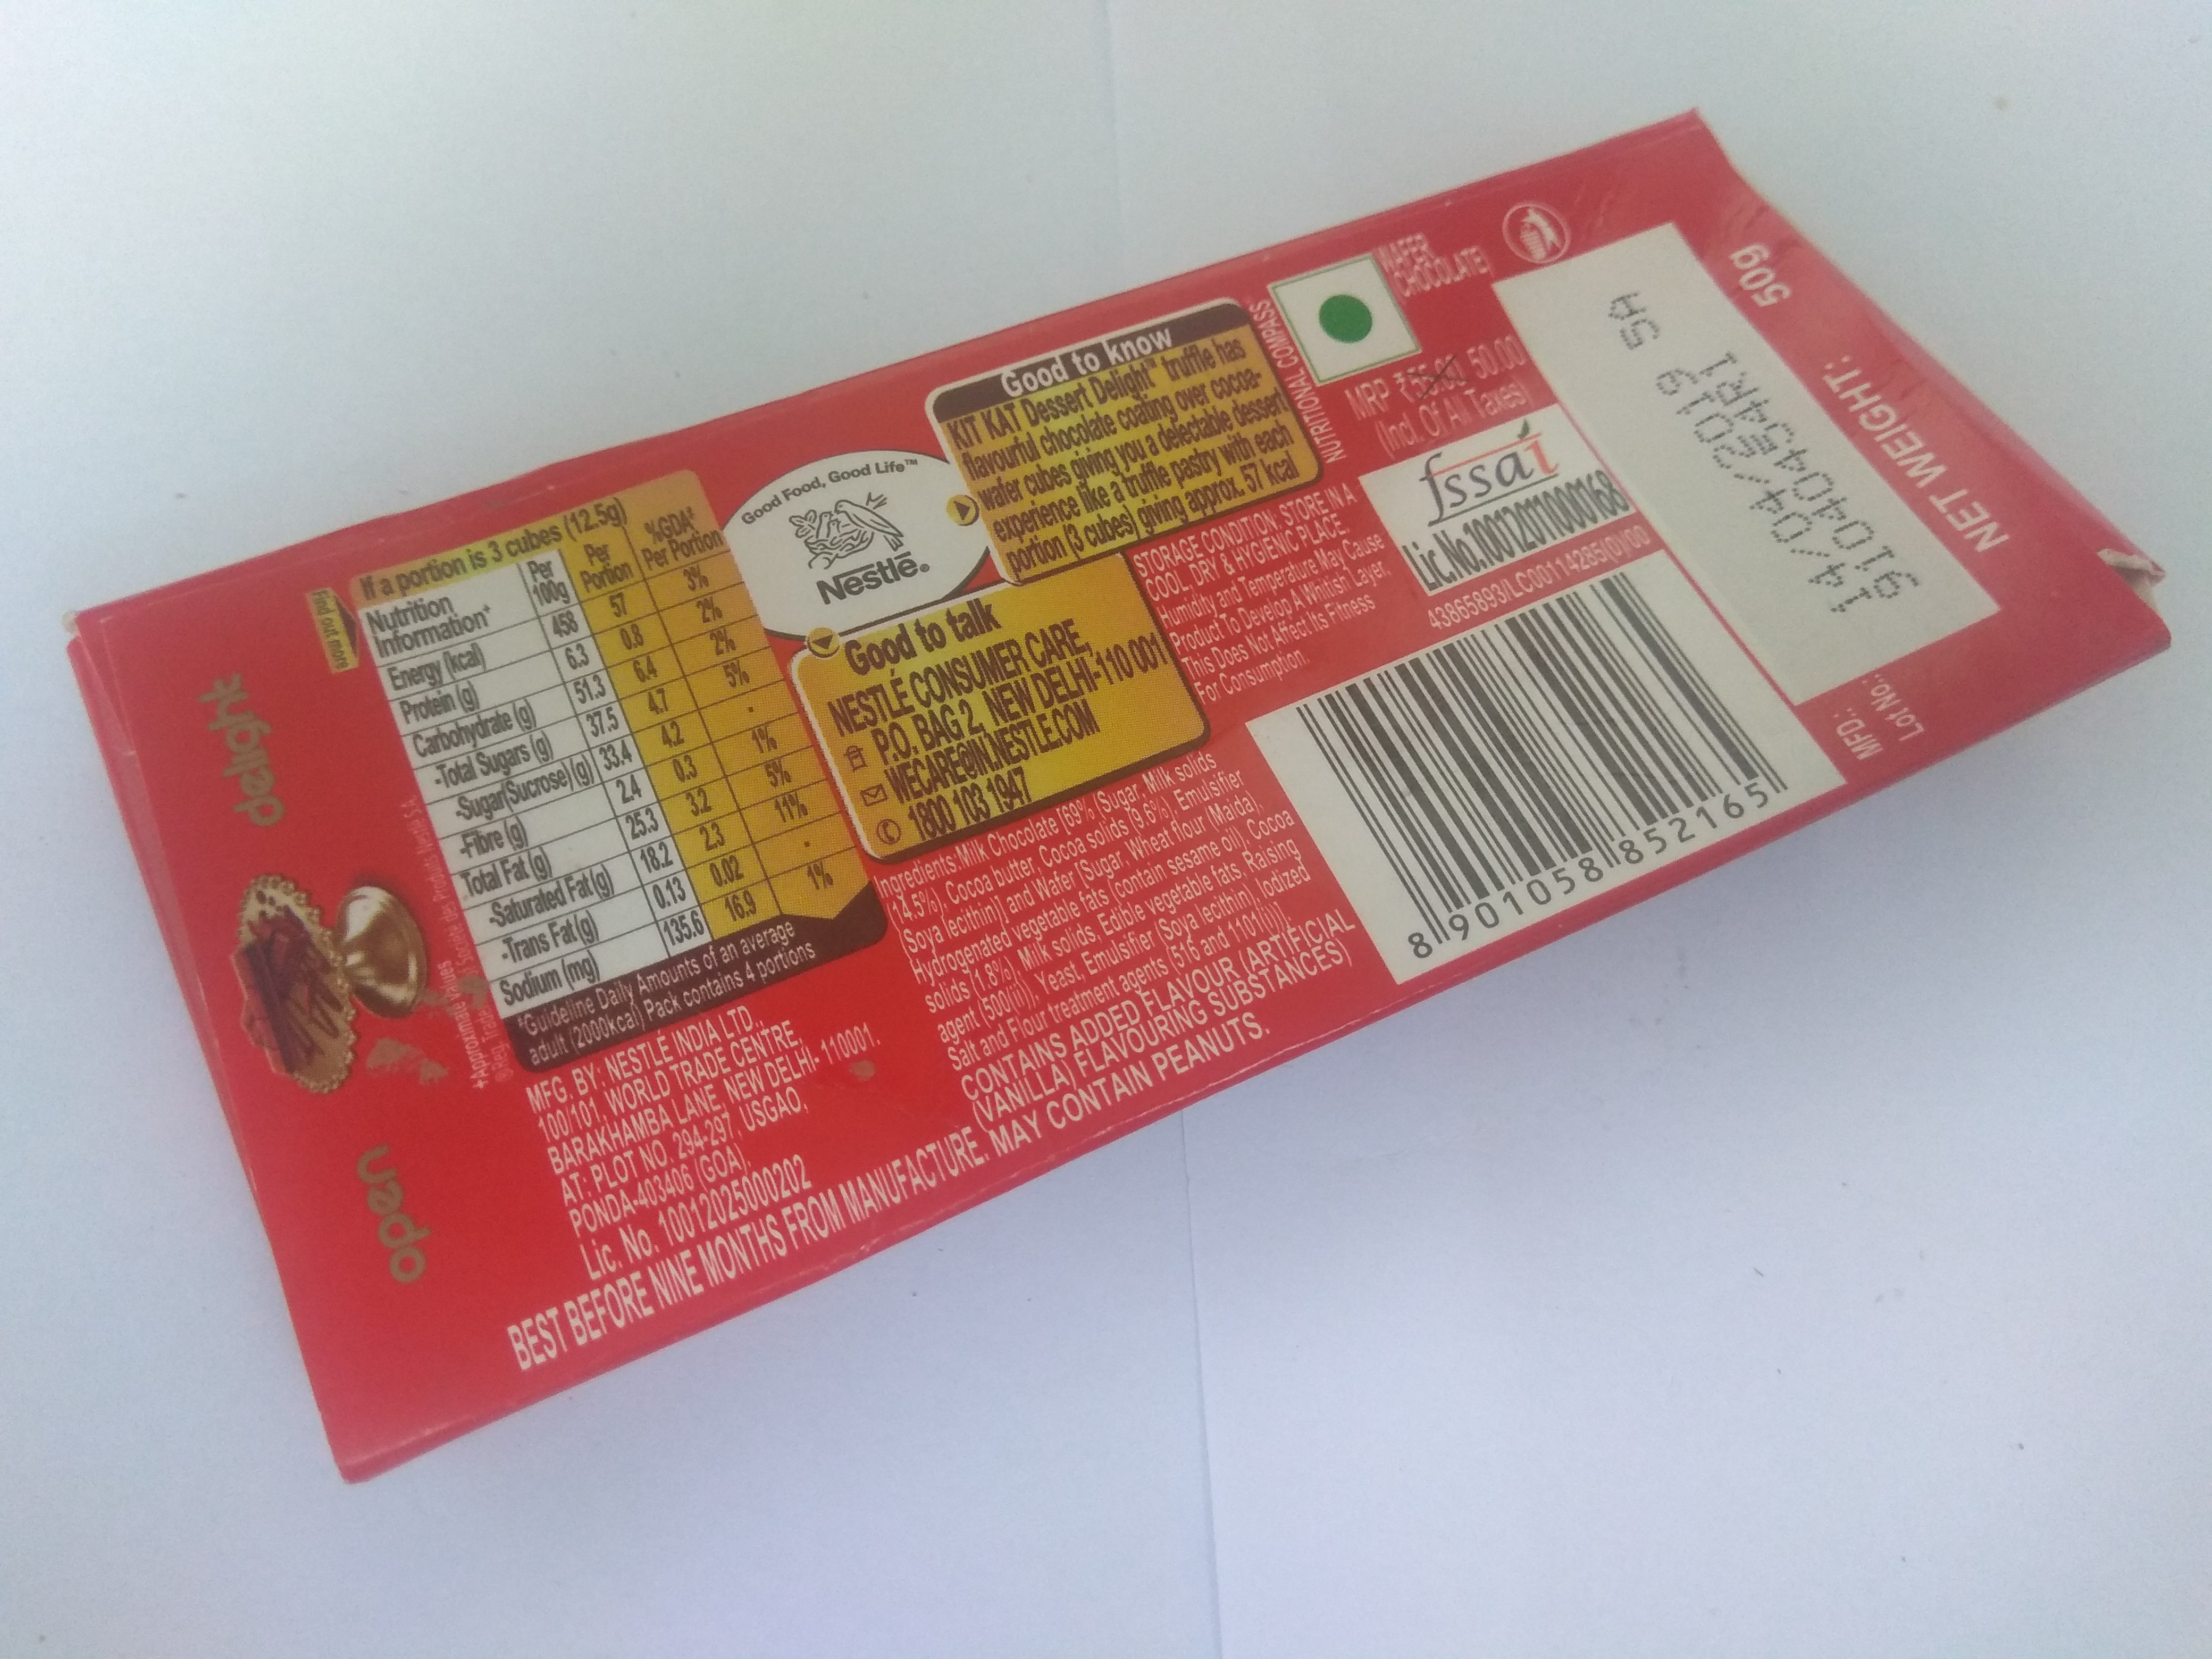 delight
open
Find out more
If a portion is 3 cubes (12.5g)
Nutrition Information+ Per 100g Per Portion %GDA* Per Portion
Energy (kcal) 458 57 3%
Protein (g) 6.3 0.8 2%
Carbohydrate (g) 51.3 6.4 2%
-Total Sugars (g) 37.5 4.7 5%
-Sugar(Sucrose) (g) 33.4 4.2 -
-Fibre (g) 2.4 0.3 1%
Total Fat (g) 25.3 3.2 5%
-Saturated Fat(g) 18.2 2.3 11%
-Trans Fat(g) 0.13 0.02 -
Sodium (mg) 135.6 16.9 1%
*Guideline Daily Amounts of an average
adult (2000kcal) Pack contains 4 portions
+Approximate values
MFG. BY: NESTLÉ INDIA LTD.,
100/101, WORLD TRADE CENTRE,
BARAKHAMBA LANE, NEW DELHI- 110001.
AT: PLOT NO. 294-297, USGAO,
PONDA-403406 (GOA).
Lic. No. 10012025000202
BEST BEFORE NINE MONTHS FROM MANUFACTURE. MAY CONTAIN PEANUTS.
Good Food, Good Life™
Nestlé®
Good to know
KIT KAT Dessert Delight™ truffle has
flavourful chocolate coating over cocoa-
wafer cubes giving you a delectable dessert
experience like a truffle pastry with each
portion (3 cubes) giving approx. 57 kcal
NUTRITIONAL COMPASS
Good to talk
NESTLÉ CONSUMER CARE,
P.O. BAG 2, NEW DELHI-110 001
WECARE@IN.NESTLE.COM
1800 103 1947
STORAGE CONDITION: STORE IN A
COOL, DRY & HYGIENIC PLACE.
Humidity and Temperature May Cause
Product To Develop A Whitish Layer,
This Does Not Affect Its Fitness
For Consumption.
Ingredients:Milk Chocolate (69% (Sugar, Milk solids
(14.5%), Cocoa butter, Cocoa solids (9.6%), Emulsifier
(Soya lecithin)] and Wafer [Sugar, Wheat flour (Maida),
Hydrogenated vegetable fats (contain sesame oil), Cocoa
solids (1.8%), Milk solids, Edible vegetable fats, Raising
agent (500(ii)), Yeast, Emulsifier (Soya lecithin), Iodized
Salt and Flour treatment agents (516 and 1101(i))].
CONTAINS ADDED FLAVOUR (ARTIFICIAL
(VANILLA) FLAVOURING SUBSTANCES)
WAFER
CHOCOLATE)
MRP ₹ 55.00 50.00
(Incl. Of All Taxes)
fssai
Lic.No.10012011000168
43865893/LC00114285(0)/00
8 901058 852165
NET WEIGHT: 50g
MFD.:
Lot No.:
14/04/2019 SA
91040454R1